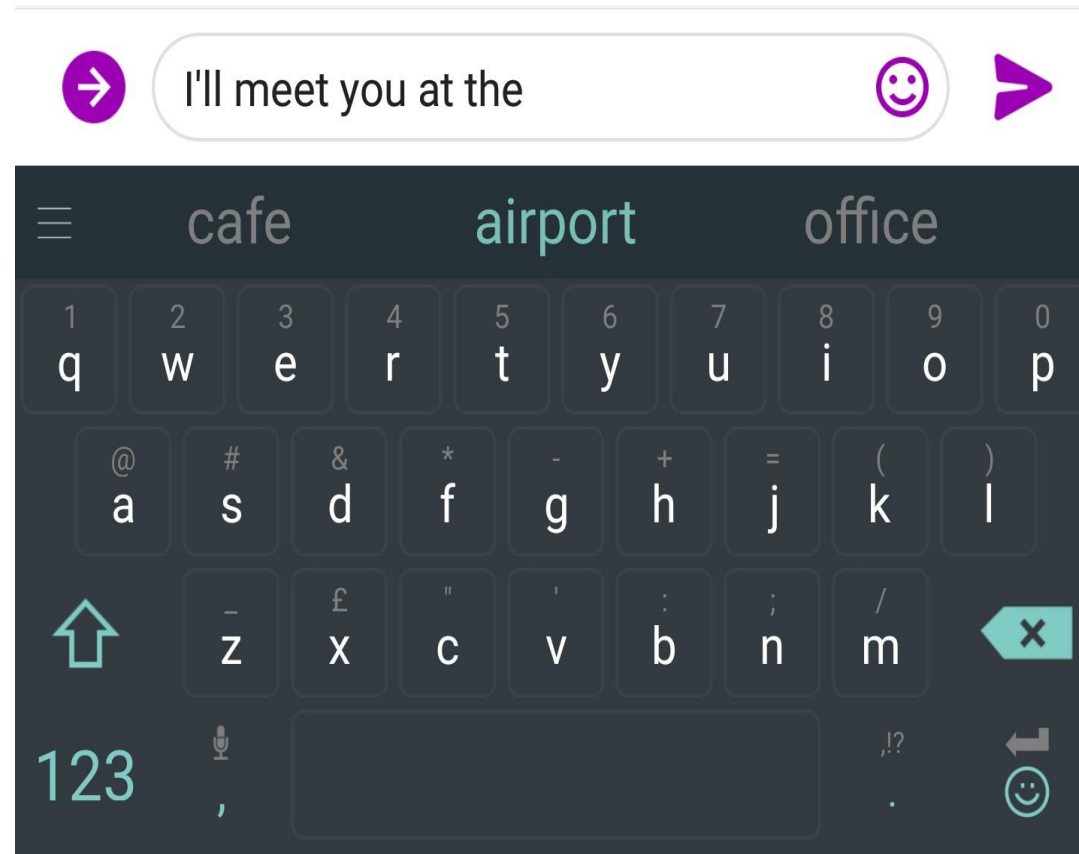 I'll meet you at the
cafe airport office
1 2 3 4 5 6 7 8 9 0
q w e r t y u i o p
@ # & * - + = ( )
a s d f g h j k l
_ £ " ' : ; /
z x c v b n m
,!?
123 , .